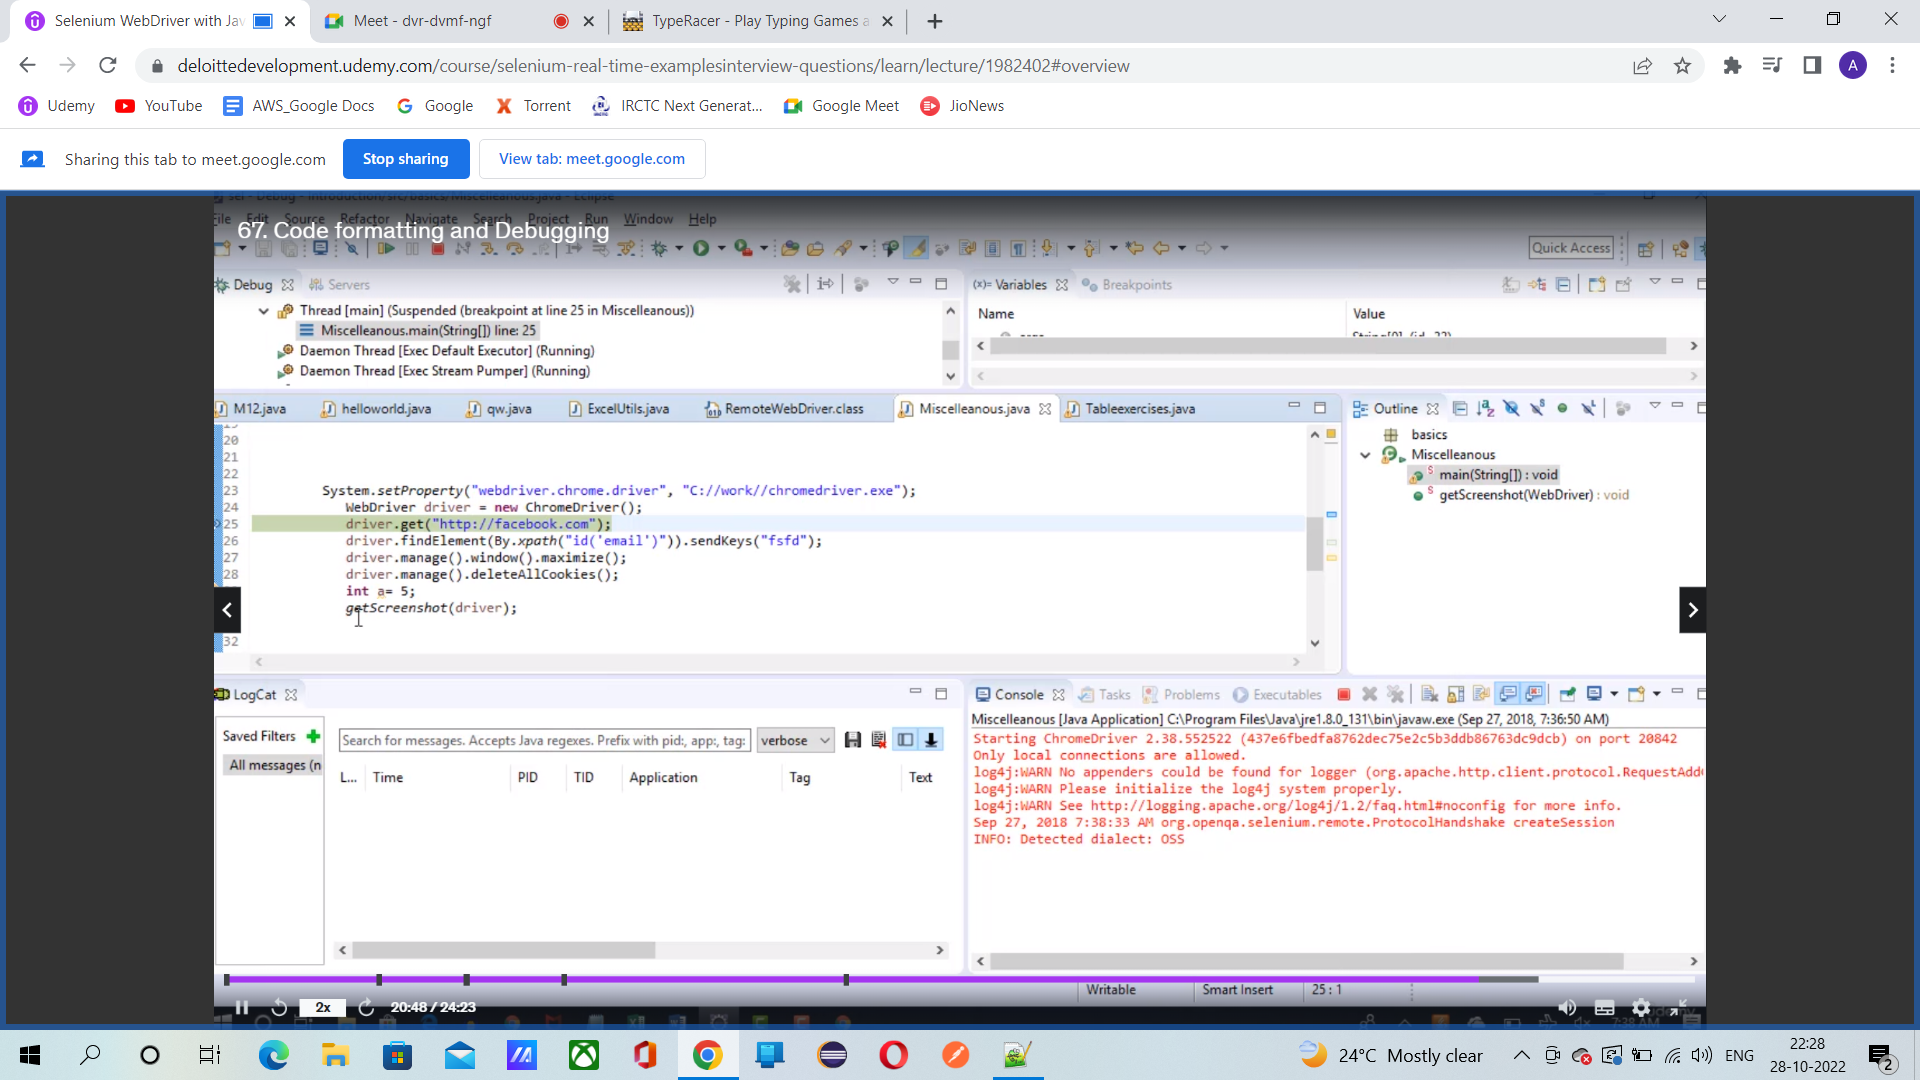 Selenium WebDriver with Jav
Meet - dvr-dvmf-ngf
TypeRacer - Play Typing Games a
deloittedevelopment.udemy.com/course/selenium-real-time-examplesinterview-questions/learn/lecture/1982402#overview
A
Udemy
YouTube
AWS_Google Docs
Google
Torrent
IRCTC Next Generat...
Google Meet
JioNews
Sharing this tab to meet.google.com
Stop sharing
View tab: meet.google.com
File Edit Source Refactor Navigate Search Project Run Window Help
67. Code formatting and Debugging
Quick Access
Debug
Servers
Thread [main] (Suspended (breakpoint at line 25 in Miscelleanous))
Miscelleanous.main(String[]) line: 25
Daemon Thread [Exec Default Executor] (Running)
Daemon Thread [Exec Stream Pumper] (Running)
(x)= Variables
Breakpoints
Name
Value
M12.java
helloworld.java
qw.java
ExcelUtils.java
RemoteWebDriver.class
Miscelleanous.java
Tableexercises.java
20
21
22
23 System.setProperty("webdriver.chrome.driver", "C://work//chromedriver.exe");
24 WebDriver driver = new ChromeDriver();
25 driver.get("http://facebook.com");
26 driver.findElement(By.xpath("id('email')")).sendKeys("fsfd");
27 driver.manage().window().maximize();
28 driver.manage().deleteAllCookies();
int a= 5;
getScreenshot(driver);
32
Outline
basics
Miscelleanous
main(String[]) : void
getScreenshot(WebDriver) : void
LogCat
Saved Filters
All messages (n
Search for messages. Accepts Java regexes. Prefix with pid:, app:, tag:
verbose
L... Time PID TID Application Tag Text
Console
Tasks
Problems
Executables
Miscelleanous [Java Application] C:\Program Files\Java\jre1.8.0_131\bin\javaw.exe (Sep 27, 2018, 7:36:50 AM)
Starting ChromeDriver 2.38.552522 (437e6fbedfa8762dec75e2c5b3ddb86763dc9dcb) on port 20842
Only local connections are allowed.
log4j:WARN No appenders could be found for logger (org.apache.http.client.protocol.RequestAdd
log4j:WARN Please initialize the log4j system properly.
log4j:WARN See http://logging.apache.org/log4j/1.2/faq.html#noconfig for more info.
Sep 27, 2018 7:38:33 AM org.openqa.selenium.remote.ProtocolHandshake createSession
INFO: Detected dialect: OSS
Writable
Smart Insert
25 : 1
2x
20:48 / 24:23
24°C Mostly clear
ENG
22:28
28-10-2022
2